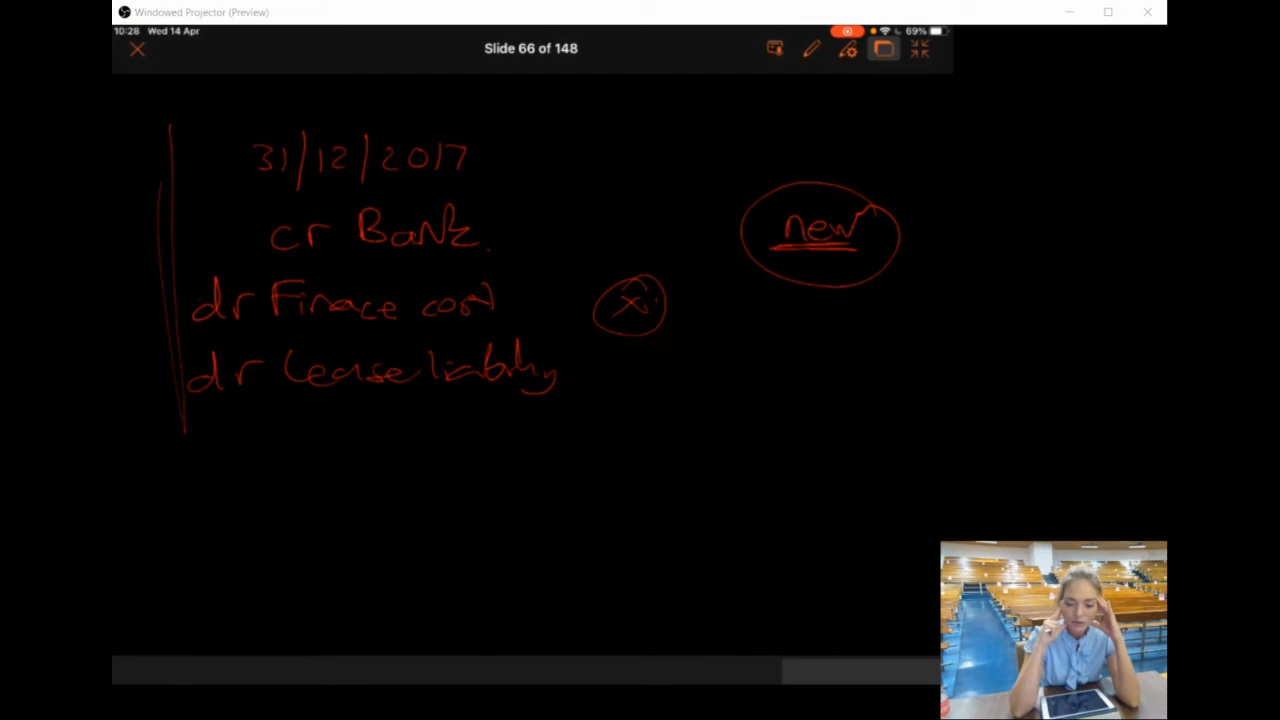 Windowed Projector (Preview)
10:28 Wed 14 Apr
69%
Slide 66 of 148
31/12/2017
cr Bank.
new
dr Finace cost
x
dr Lease liability